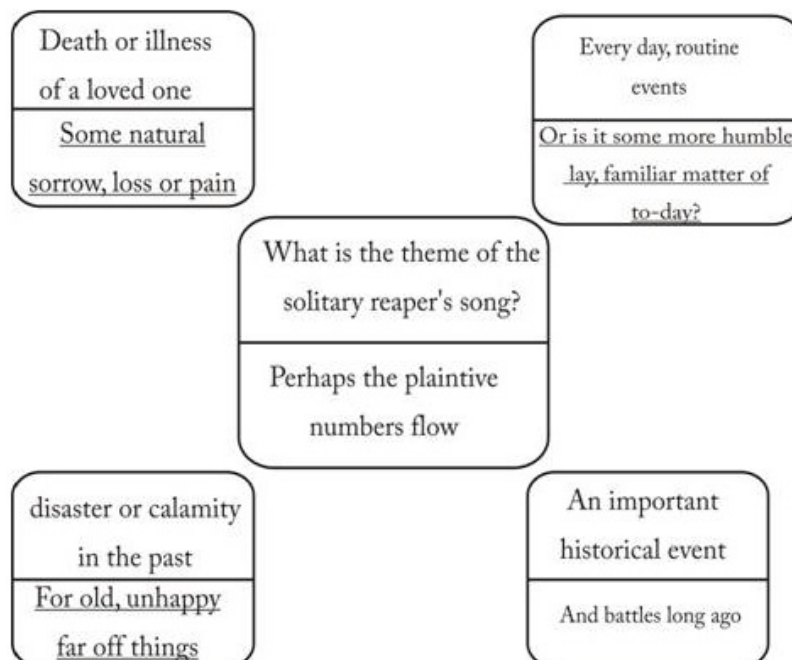 Death or illness
of a loved one
Some natural
sorrow, loss or pain
Every day, routine
events
Or is it some more humble
lay, familiar matter of
to-day?
What is the theme of the
solitary reaper's song?
Perhaps the plaintive
numbers flow
disaster or calamity
in the past
For old, unhappy
far off things
An important
historical event
And battles long ago